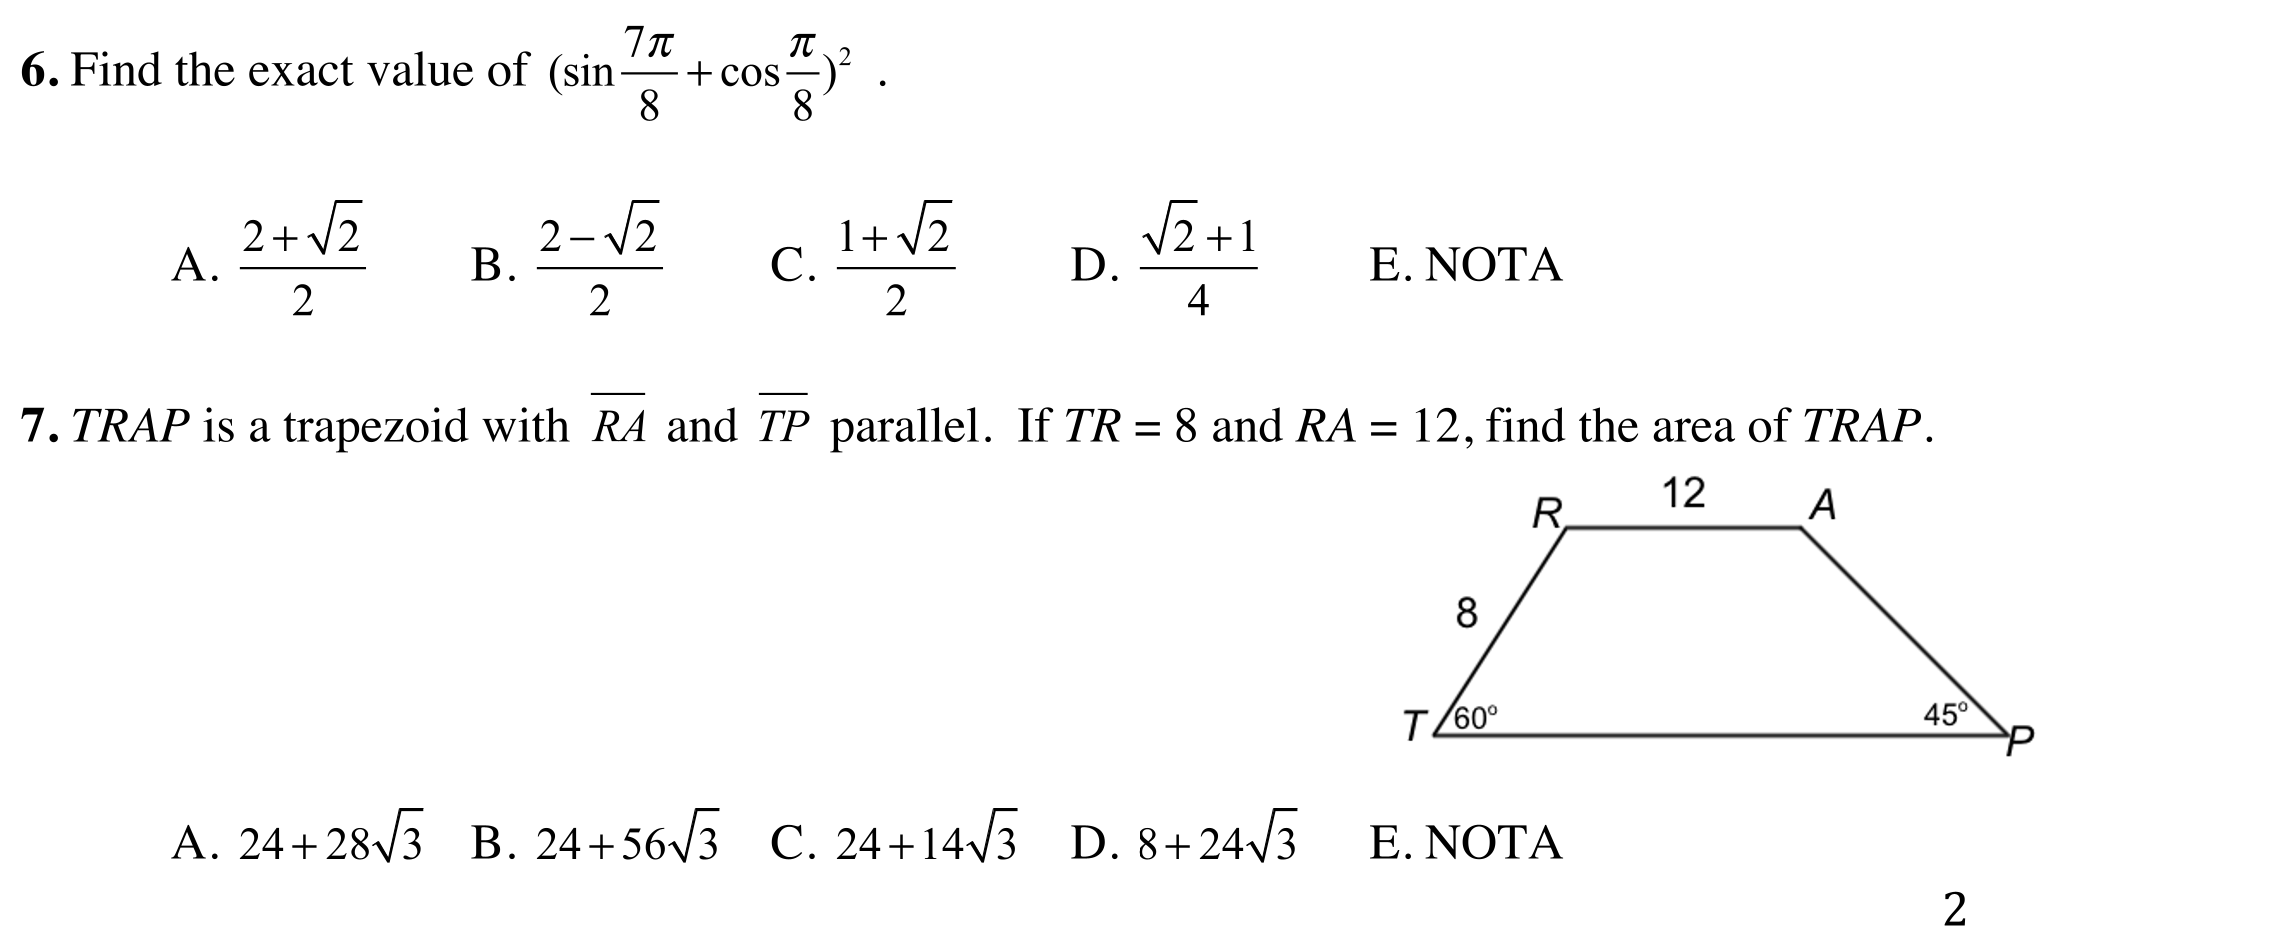 6. Find the exact value of (sin 7π/8 + cos π/8)² .
A. (2+√2)/2 B. (2−√2)/2 C. (1+√2)/2 D. (√2+1)/4 E. NOTA
7. TRAP is a trapezoid with R̅A̅ and T̅P̅ parallel. If TR = 8 and RA = 12, find the area of TRAP.
R 12 A
8
T 60° 45° P
A. 24+28√3 B. 24+56√3 C. 24+14√3 D. 8+24√3 E. NOTA
2